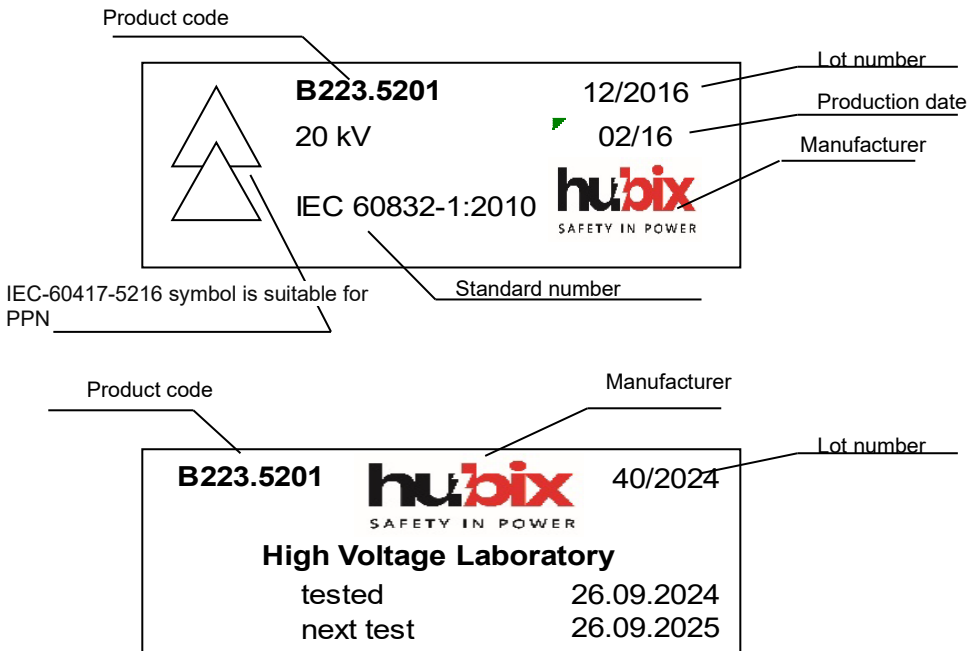 Product code
Lot number
B223.5201 12/2016
Production date
20 kV 02/16
Manufacturer
hubix
IEC 60832-1:2010
SAFETY IN POWER
IEC-60417-5216 symbol is suitable for
PPN
Standard number
Product code
Manufacturer
Lot number
B223.5201 hubix 40/2024
SAFETY IN POWER
High Voltage Laboratory
tested 26.09.2024
next test 26.09.2025